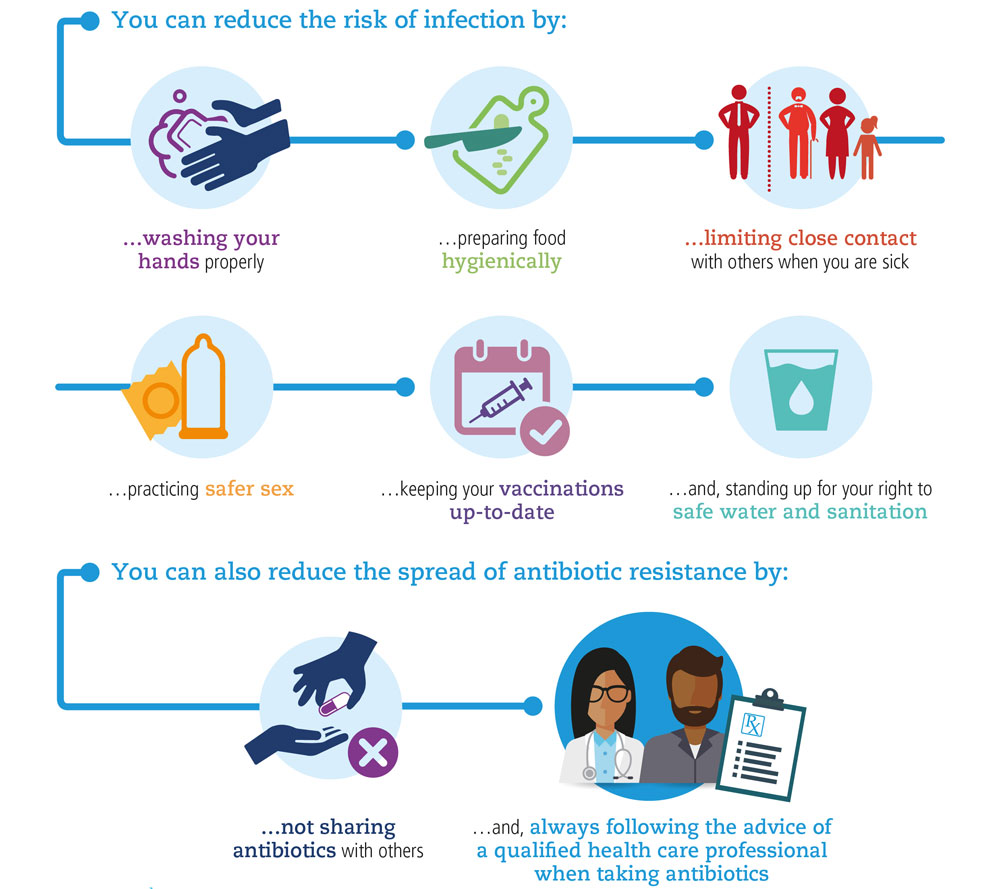 You can reduce the risk of infection by:
...washing your
hands properly
...preparing food
hygienically
...limiting close contact
with others when you are sick
...practicing safer sex
...keeping your vaccinations
up-to-date
...and, standing up for your right to
safe water and sanitation
You can also reduce the spread of antibiotic resistance by:
RX
...not sharing
antibiotics with others
...and, always following the advice of
a qualified health care professional
when taking antibiotics